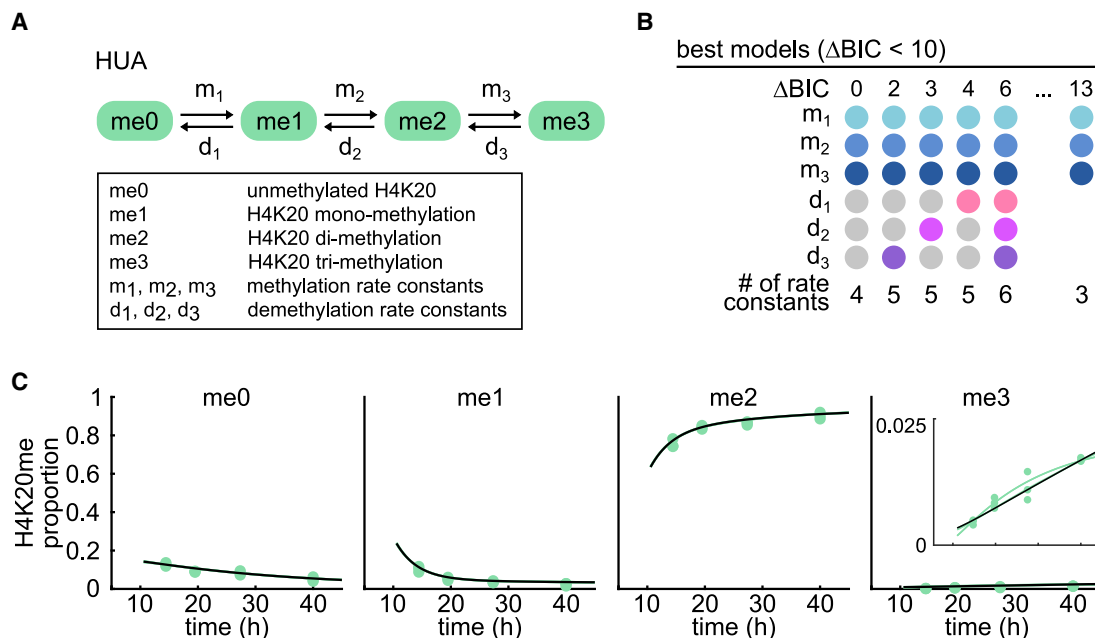 A
HUA
m1 m2 m3
me0 me1 me2 me3
d1 d2 d3
me0 unmethylated H4K20
me1 H4K20 mono-methylation
me2 H4K20 di-methylation
me3 H4K20 tri-methylation
m1, m2, m3 methylation rate constants
d1, d2, d3 demethylation rate constants
B
best models (ΔBIC < 10)
ΔBIC 0 2 3 4 6 ... 13
m1
m2
m3
d1
d2
d3
# of rate
constants 4 5 5 5 6 3
C
H4K20me
proportion
1
0.8
0.6
0.4
0.2
0
me0
10 20 30 40
time (h)
me1
10 20 30 40
time (h)
me2
10 20 30 40
time (h)
me3
0.025
0
10 20 30 40
time (h)